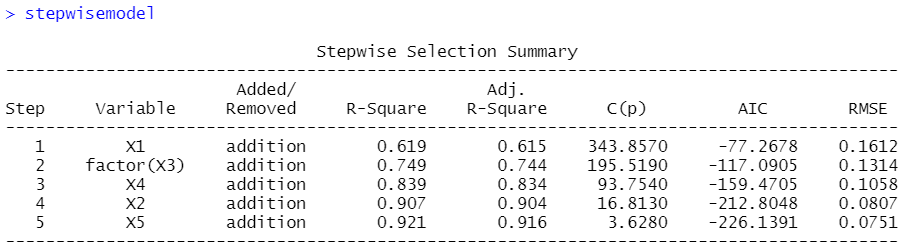 > stepwisemodel
Stepwise Selection Summary
------------------------------------------------------------------------------------------
Added/ Adj.
Step Variable Removed R-Square R-Square C(p) AIC RMSE
------------------------------------------------------------------------------------------
1 X1 addition 0.619 0.615 343.8570 -77.2678 0.1612
2 factor(X3) addition 0.749 0.744 195.5190 -117.0905 0.1314
3 X4 addition 0.839 0.834 93.7540 -159.4705 0.1058
4 X2 addition 0.907 0.904 16.8130 -212.8048 0.0807
5 X5 addition 0.921 0.916 3.6280 -226.1391 0.0751
------------------------------------------------------------------------------------------